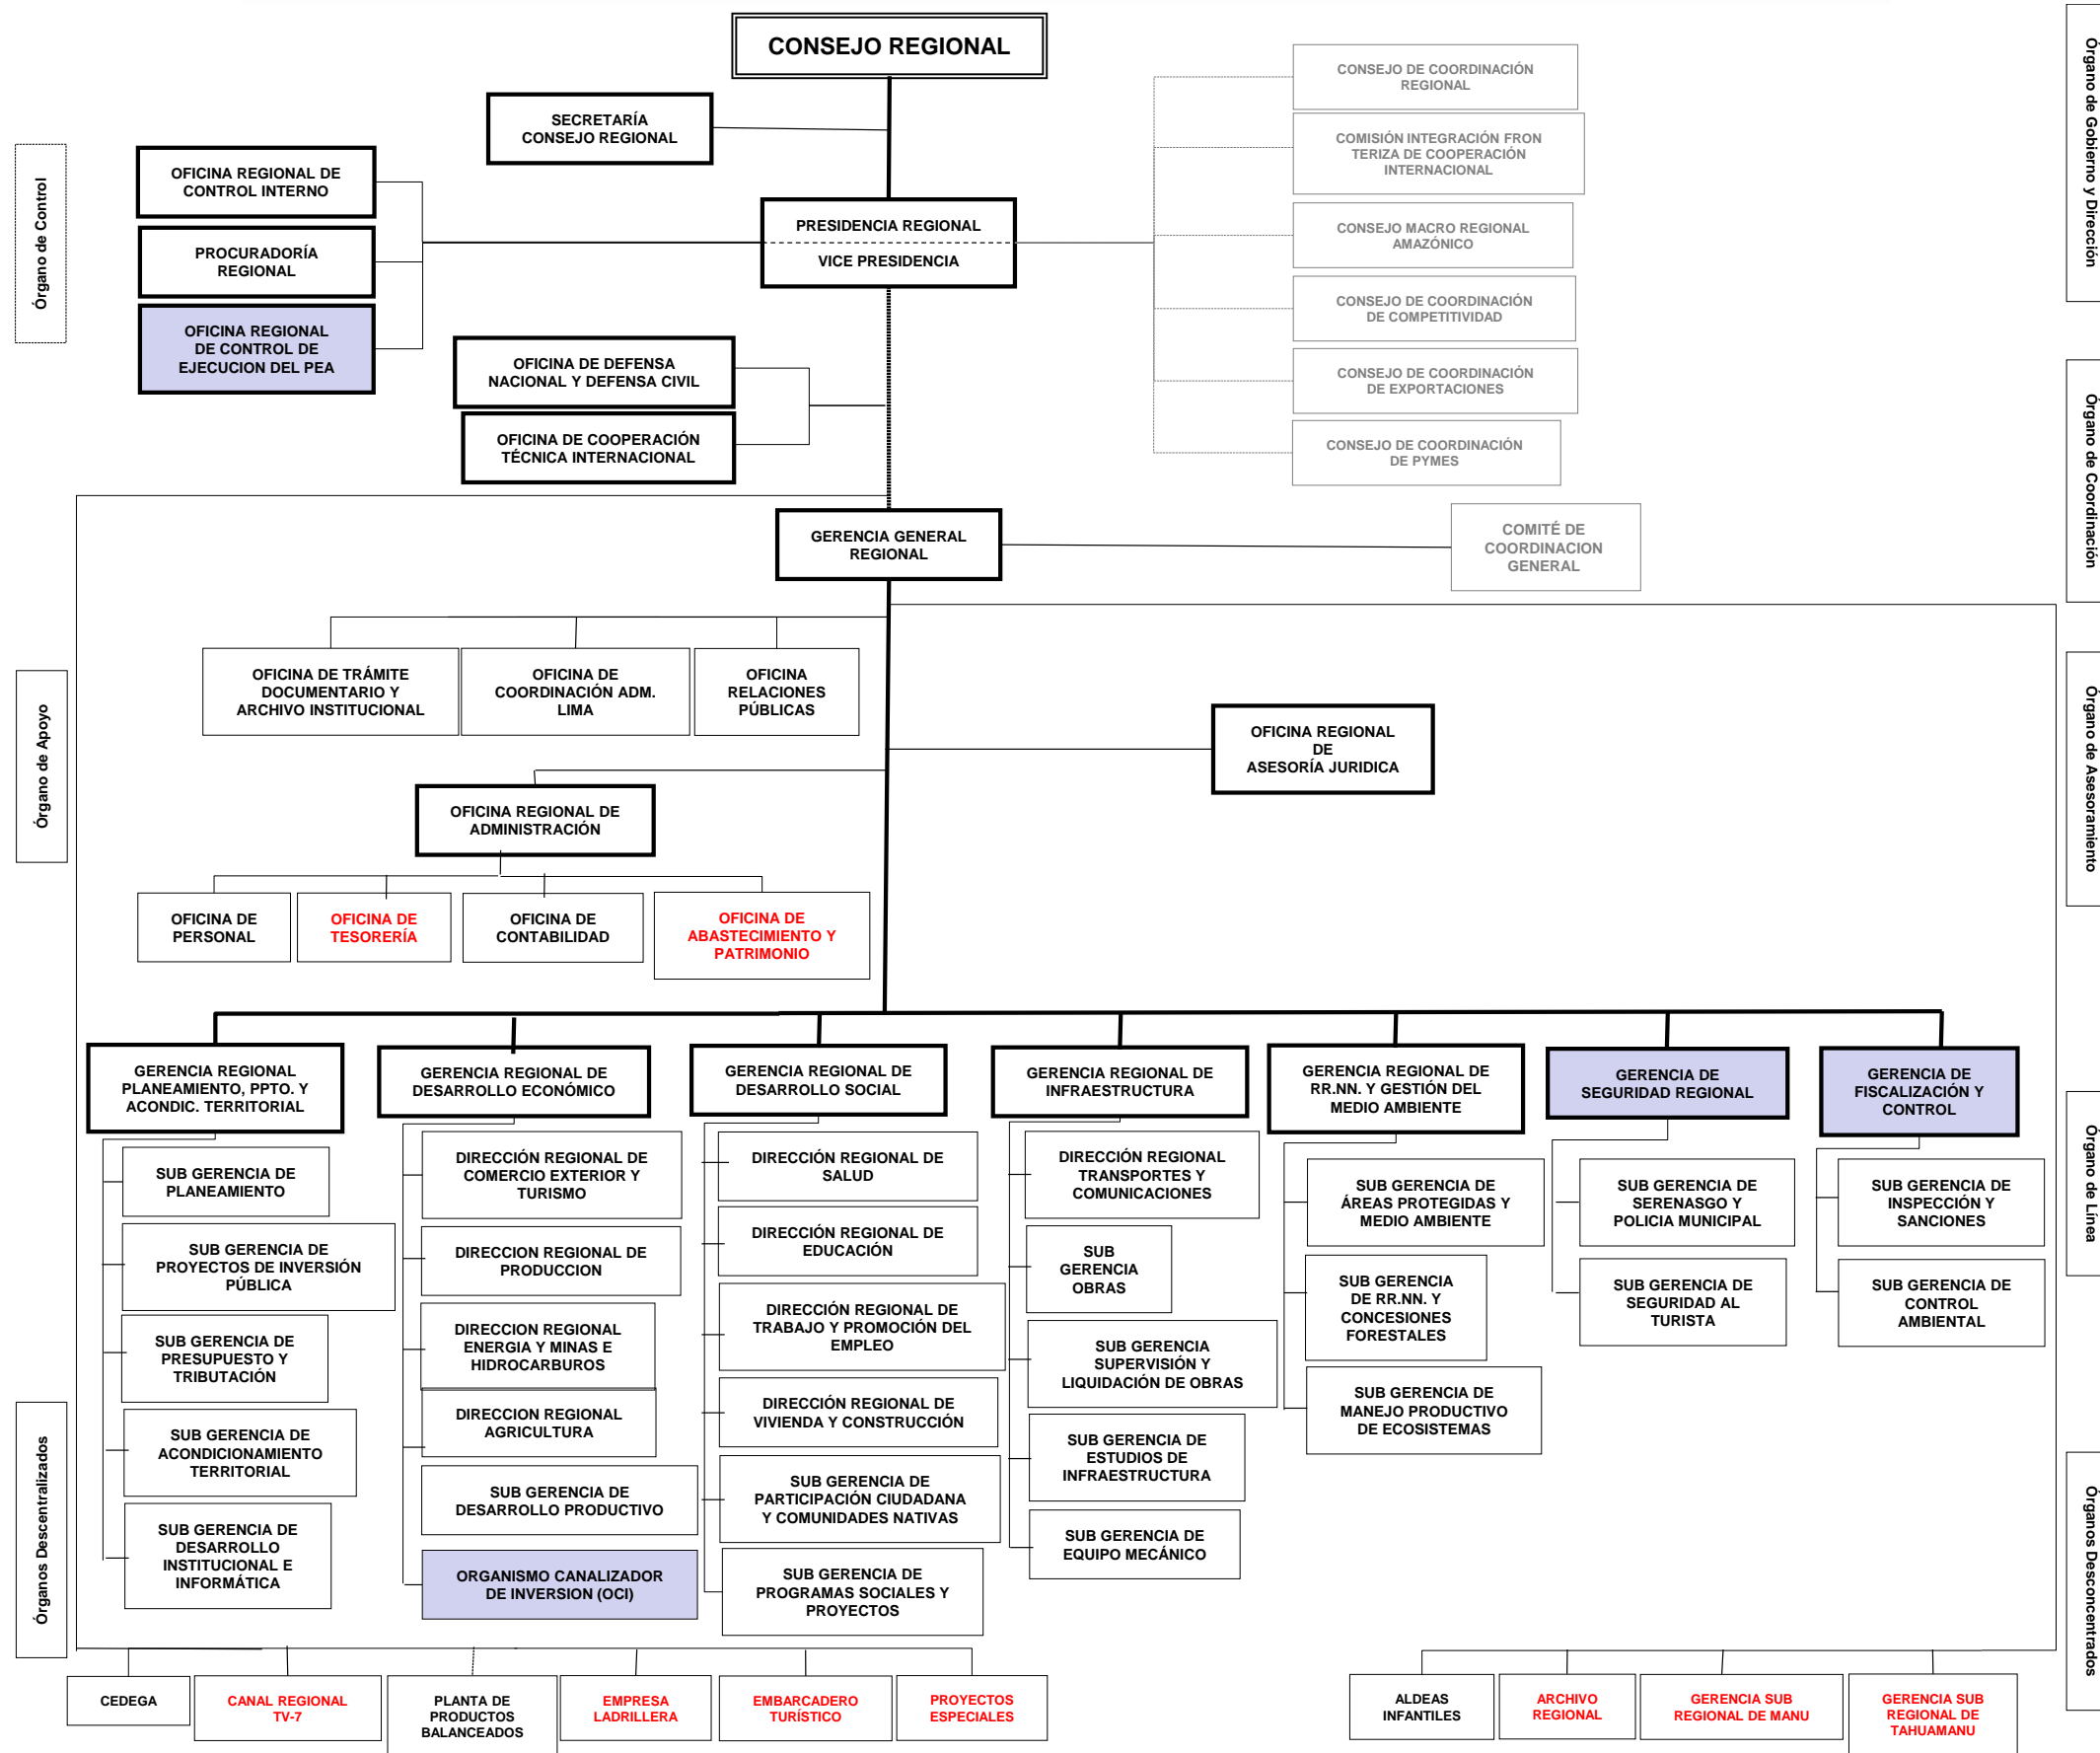 CONSEJO REGIONAL
SECRETARÍA
CONSEJO REGIONAL
OFICINA REGIONAL DE
CONTROL INTERNO
PROCURADORÍA
REGIONAL
OFICINA REGIONAL
DE CONTROL DE
EJECUCION DEL PEA
PRESIDENCIA REGIONAL
VICE PRESIDENCIA
OFICINA DE DEFENSA
NACIONAL Y DEFENSA CIVIL
OFICINA DE COOPERACIÓN
TÉCNICA INTERNACIONAL
CONSEJO DE COORDINACIÓN
REGIONAL
COMISIÓN INTEGRACIÓN FRON
TERIZA DE COOPERACIÓN
INTERNACIONAL
CONSEJO MACRO REGIONAL
AMAZÓNICO
CONSEJO DE COORDINACIÓN
DE COMPETITIVIDAD
CONSEJO DE COORDINACIÓN
DE EXPORTACIONES
CONSEJO DE COORDINACIÓN
DE PYMES
GERENCIA GENERAL
REGIONAL
COMITÉ DE
COORDINACION
GENERAL
OFICINA DE TRÁMITE
DOCUMENTARIO Y
ARCHIVO INSTITUCIONAL
OFICINA DE
COORDINACIÓN ADM.
LIMA
OFICINA
RELACIONES
PÚBLICAS
OFICINA REGIONAL
DE
ASESORÍA JURIDICA
OFICINA REGIONAL DE
ADMINISTRACIÓN
OFICINA DE
PERSONAL
OFICINA DE
TESORERÍA
OFICINA DE
CONTABILIDAD
OFICINA DE
ABASTECIMIENTO Y
PATRIMONIO
GERENCIA REGIONAL
PLANEAMIENTO, PPTO. Y
ACONDIC. TERRITORIAL
SUB GERENCIA DE
PLANEAMIENTO
SUB GERENCIA DE
PROYECTOS DE INVERSIÓN
PÚBLICA
SUB GERENCIA DE
PRESUPUESTO Y
TRIBUTACIÓN
SUB GERENCIA DE
ACONDICIONAMIENTO
TERRITORIAL
SUB GERENCIA DE
DESARROLLO
INSTITUCIONAL E
INFORMÁTICA
GERENCIA REGIONAL DE
DESARROLLO ECONÓMICO
DIRECCIÓN REGIONAL DE
COMERCIO EXTERIOR Y
TURISMO
DIRECCION REGIONAL DE
PRODUCCION
DIRECCION REGIONAL
ENERGIA Y MINAS E
HIDROCARBUROS
DIRECCION REGIONAL
AGRICULTURA
SUB GERENCIA DE
DESARROLLO PRODUCTIVO
ORGANISMO CANALIZADOR
DE INVERSION (OCI)
GERENCIA REGIONAL DE
DESARROLLO SOCIAL
DIRECCIÓN REGIONAL DE
SALUD
DIRECCIÓN REGIONAL DE
EDUCACIÓN
DIRECCIÓN REGIONAL DE
TRABAJO Y PROMOCIÓN DEL
EMPLEO
DIRECCIÓN REGIONAL DE
VIVIENDA Y CONSTRUCCIÓN
SUB GERENCIA DE
PARTICIPACIÓN CIUDADANA
Y COMUNIDADES NATIVAS
SUB GERENCIA DE
PROGRAMAS SOCIALES Y
PROYECTOS
GERENCIA REGIONAL DE
INFRAESTRUCTURA
DIRECCIÓN REGIONAL
TRANSPORTES Y
COMUNICACIONES
SUB
GERENCIA
OBRAS
SUB GERENCIA
SUPERVISIÓN Y
LIQUIDACIÓN DE OBRAS
SUB GERENCIA DE
ESTUDIOS DE
INFRAESTRUCTURA
SUB GERENCIA DE
EQUIPO MECÁNICO
GERENCIA REGIONAL DE
RR.NN. Y GESTIÓN DEL
MEDIO AMBIENTE
SUB GERENCIA DE
ÁREAS PROTEGIDAS Y
MEDIO AMBIENTE
SUB GERENCIA
DE RR.NN. Y
CONCESIONES
FORESTALES
SUB GERENCIA DE
MANEJO PRODUCTIVO
DE ECOSISTEMAS
GERENCIA DE
SEGURIDAD REGIONAL
SUB GERENCIA DE
SERENASGO Y
POLICIA MUNICIPAL
SUB GERENCIA DE
SEGURIDAD AL
TURISTA
GERENCIA DE
FISCALIZACIÓN Y
CONTROL
SUB GERENCIA DE
INSPECCIÓN Y
SANCIONES
SUB GERENCIA DE
CONTROL
AMBIENTAL
CEDEGA
CANAL REGIONAL
TV-7
PLANTA DE
PRODUCTOS
BALANCEADOS
EMPRESA
LADRILLERA
EMBARCADERO
TURÍSTICO
PROYECTOS
ESPECIALES
ALDEAS
INFANTILES
ARCHIVO
REGIONAL
GERENCIA SUB
REGIONAL DE MANU
GERENCIA SUB
REGIONAL DE
TAHUAMANU
Órgano de Control
Órgano de Apoyo
Órganos Descentralizados
Órgano de Gobierno y Dirección
Órgano de Coordinación
Órgano de Asesoramiento
Órgano de Línea
Órganos Desconcentrados